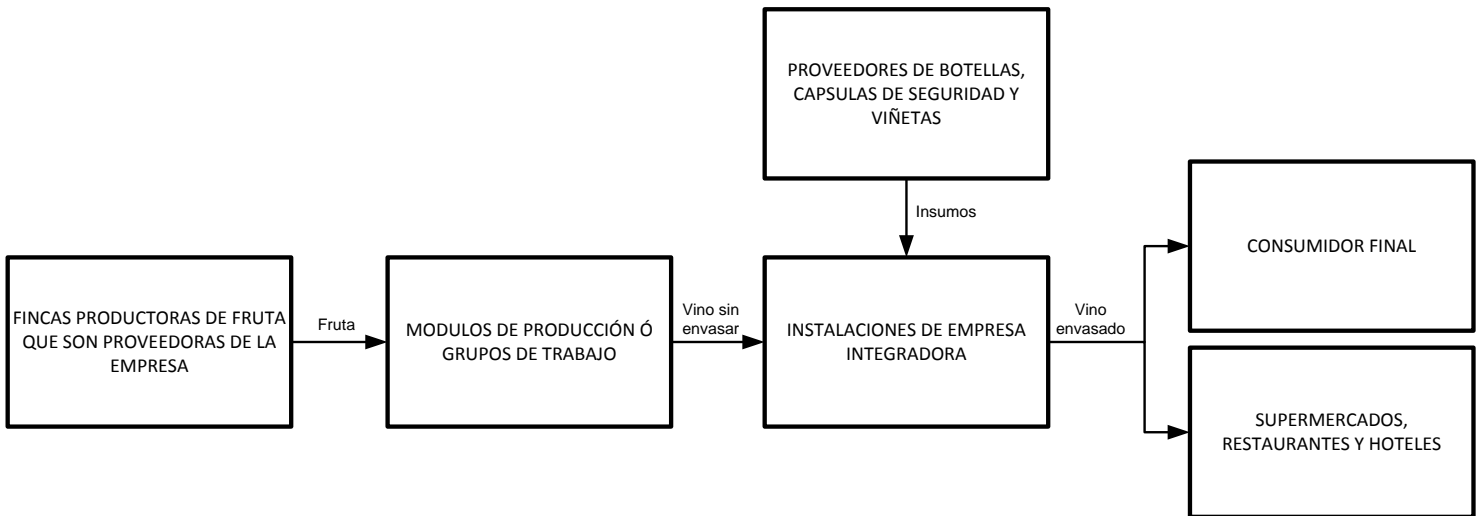 PROVEEDORES DE BOTELLAS,
CAPSULAS DE SEGURIDAD Y
VIÑETAS
Insumos
FINCAS PRODUCTORAS DE FRUTA
QUE SON PROVEEDORAS DE LA
EMPRESA
Fruta
MODULOS DE PRODUCCIÓN Ó
GRUPOS DE TRABAJO
Vino sin
envasar
INSTALACIONES DE EMPRESA
INTEGRADORA
Vino
envasado
CONSUMIDOR FINAL
SUPERMERCADOS,
RESTAURANTES Y HOTELES